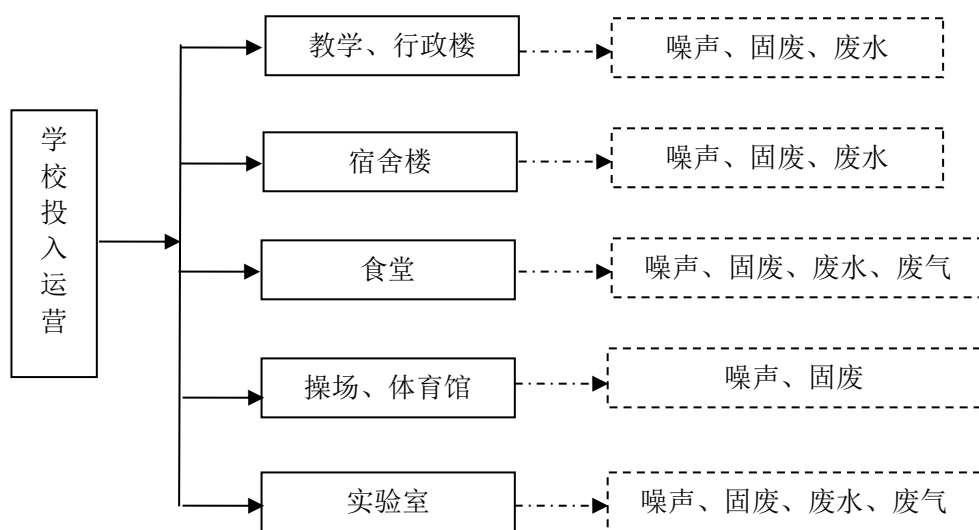 学校投入运营
教学、行政楼
噪声、固废、废水
宿舍楼
噪声、固废、废水
食堂
噪声、固废、废水、废气
操场、体育馆
噪声、固废
实验室
噪声、固废、废水、废气